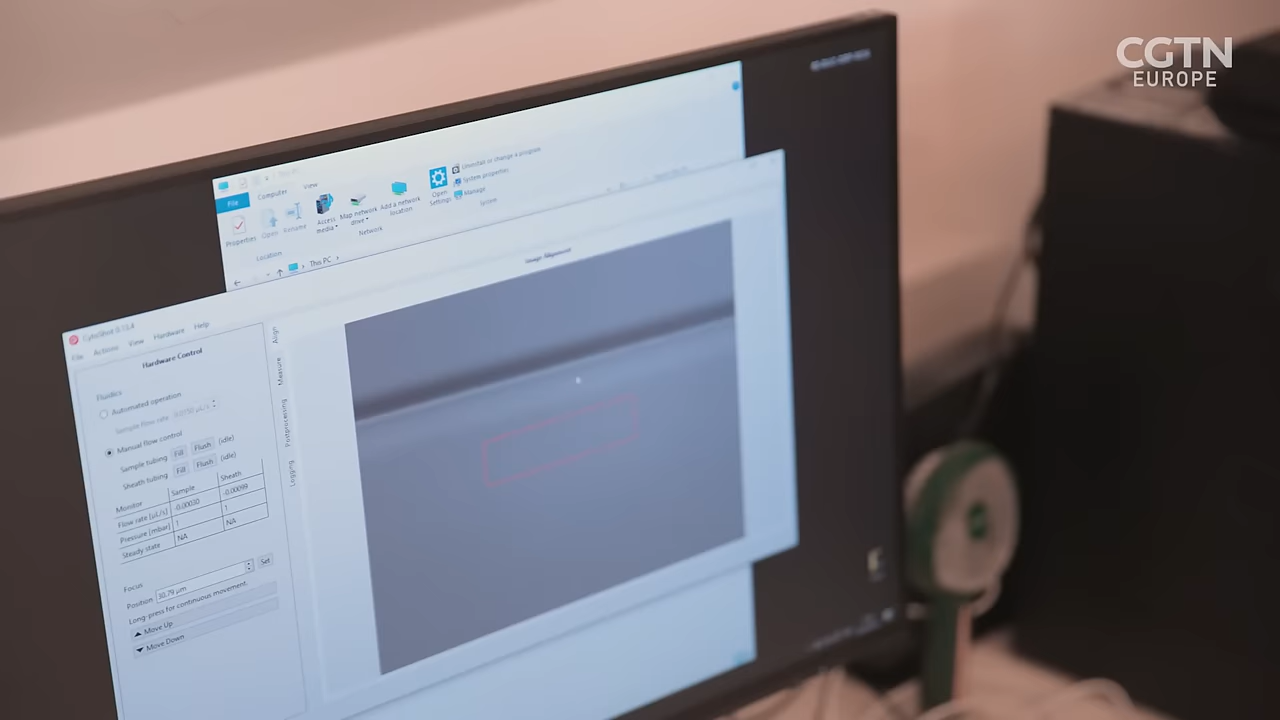 CGTN
EUROPE
File
Computer
View
Properties
Open
Rename
Access media
Map network drive
Add a network location
Open Settings
Uninstall or change a program
System properties
Manage
Location
Network
System
This PC
Image Alignment
File Actions View Hardware Help
Hardware Control
Fluidics
Automated operation
Sample flow rate
Manual flow control
Sample tubing Fill Flush (idle)
Sheath tubing Fill Flush (idle)
Monitor Sample Sheath
Flow rate [µL/s] -0.00030 -0.00099
Pressure [mbar] 1 1
Steady state NA NA
Focus
Position 30,79 µm Set
Long-press for continuous movement.
Move Up
Move Down
Align
Measure
Postprocessing
Logging